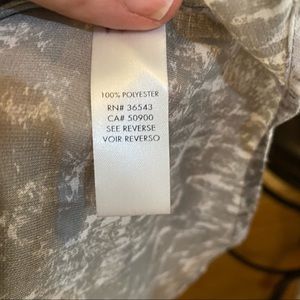 100% POLYESTER
RN# 36543
CA# 50900
SEE REVERSE
VOIR REVERSO